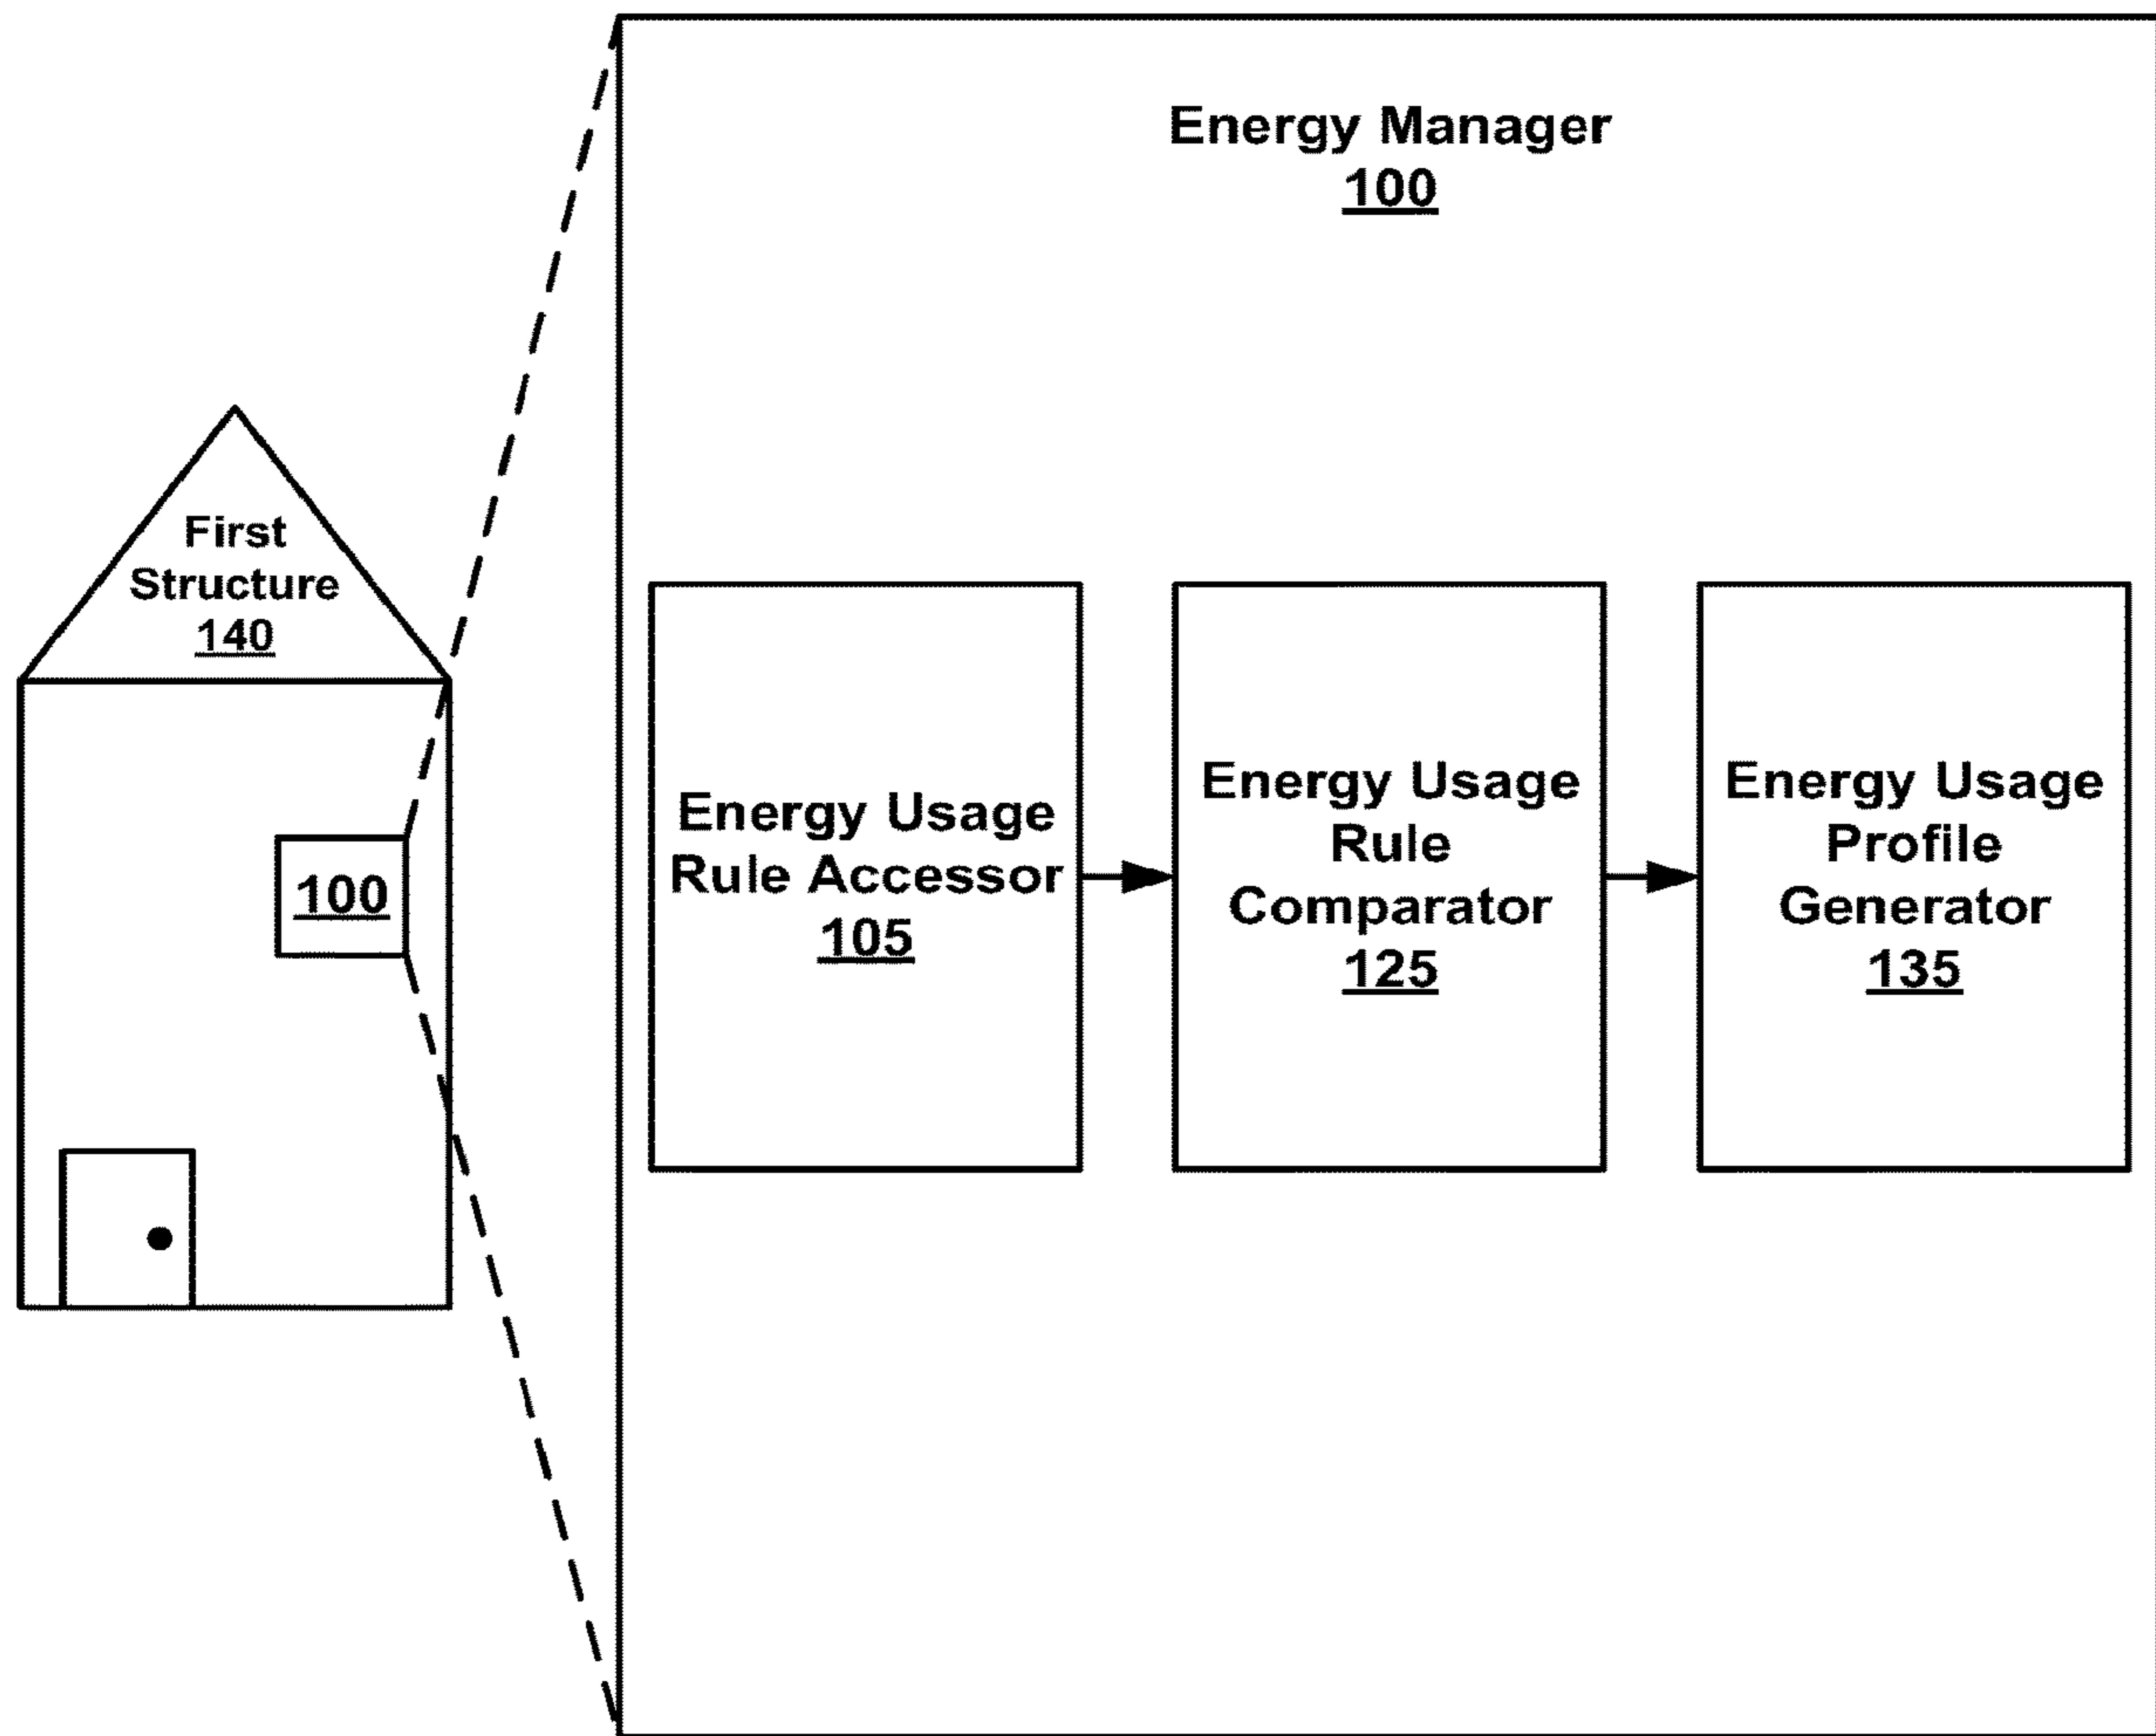 Energy Manager
100
First
Structure
140
100
Energy Usage
Rule Accessor
105
Energy Usage
Rule
Comparator
125
Energy Usage
Profile
Generator
135